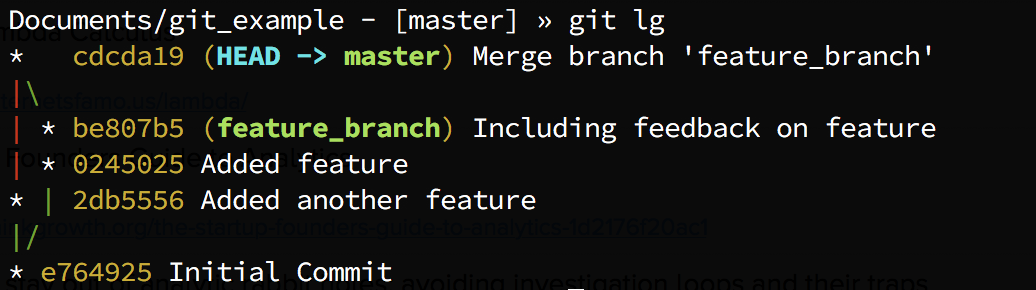 Documents/git_example - [master] » git lg
*   cdcda19 (HEAD -> master) Merge branch 'feature_branch'
|\
| * be807b5 (feature_branch) Including feedback on feature
| * 0245025 Added feature
* | 2db5556 Added another feature
|/
* e764925 Initial Commit